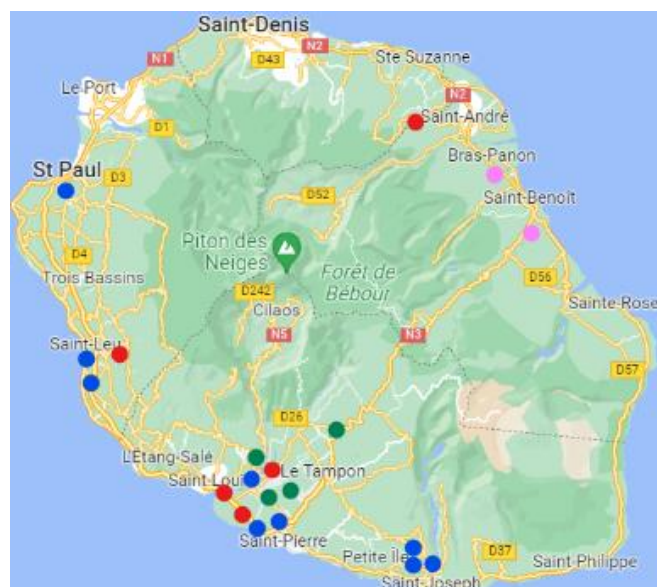 Saint-Denis
N1
N2
D43
Ste Suzanne
Le Port
N2
Saint-André
D1
Bras-Panon
St Paul
D3
D52
Saint-Benoît
Piton des
Neiges
D4
Forêt de
Bébour
D56
Trois Bassins
D242
Cilaos
Sainte-Rose
Saint-Leu
N5
N3
D57
D26
L'Étang-Salé
Le Tampon
Saint-Loui
Saint-Pierre
Petite Île
D37
Saint-Philippe
Saint-Joseph